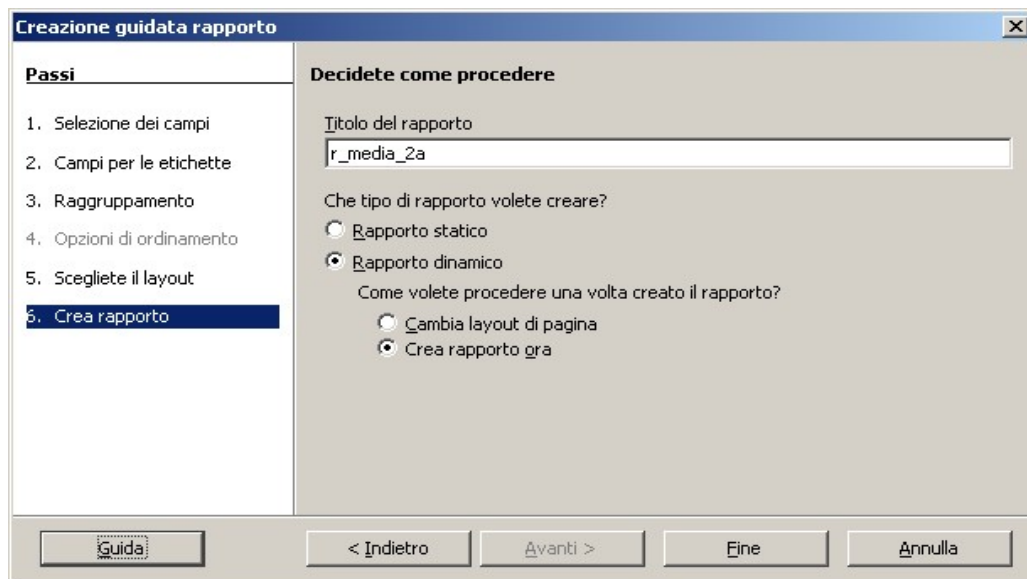 Creazione guidata rapporto
Passi
1. Selezione dei campi
2. Campi per le etichette
3. Raggruppamento
4. Opzioni di ordinamento
5. Scegliete il layout
6. Crea rapporto
Decidete come procedere
Titolo del rapporto
r_media_2a
Che tipo di rapporto volete creare?
Rapporto statico
Rapporto dinamico
Come volete procedere una volta creato il rapporto?
Cambia layout di pagina
Crea rapporto ora
Guida
< Indietro
Avanti >
Fine
Annulla